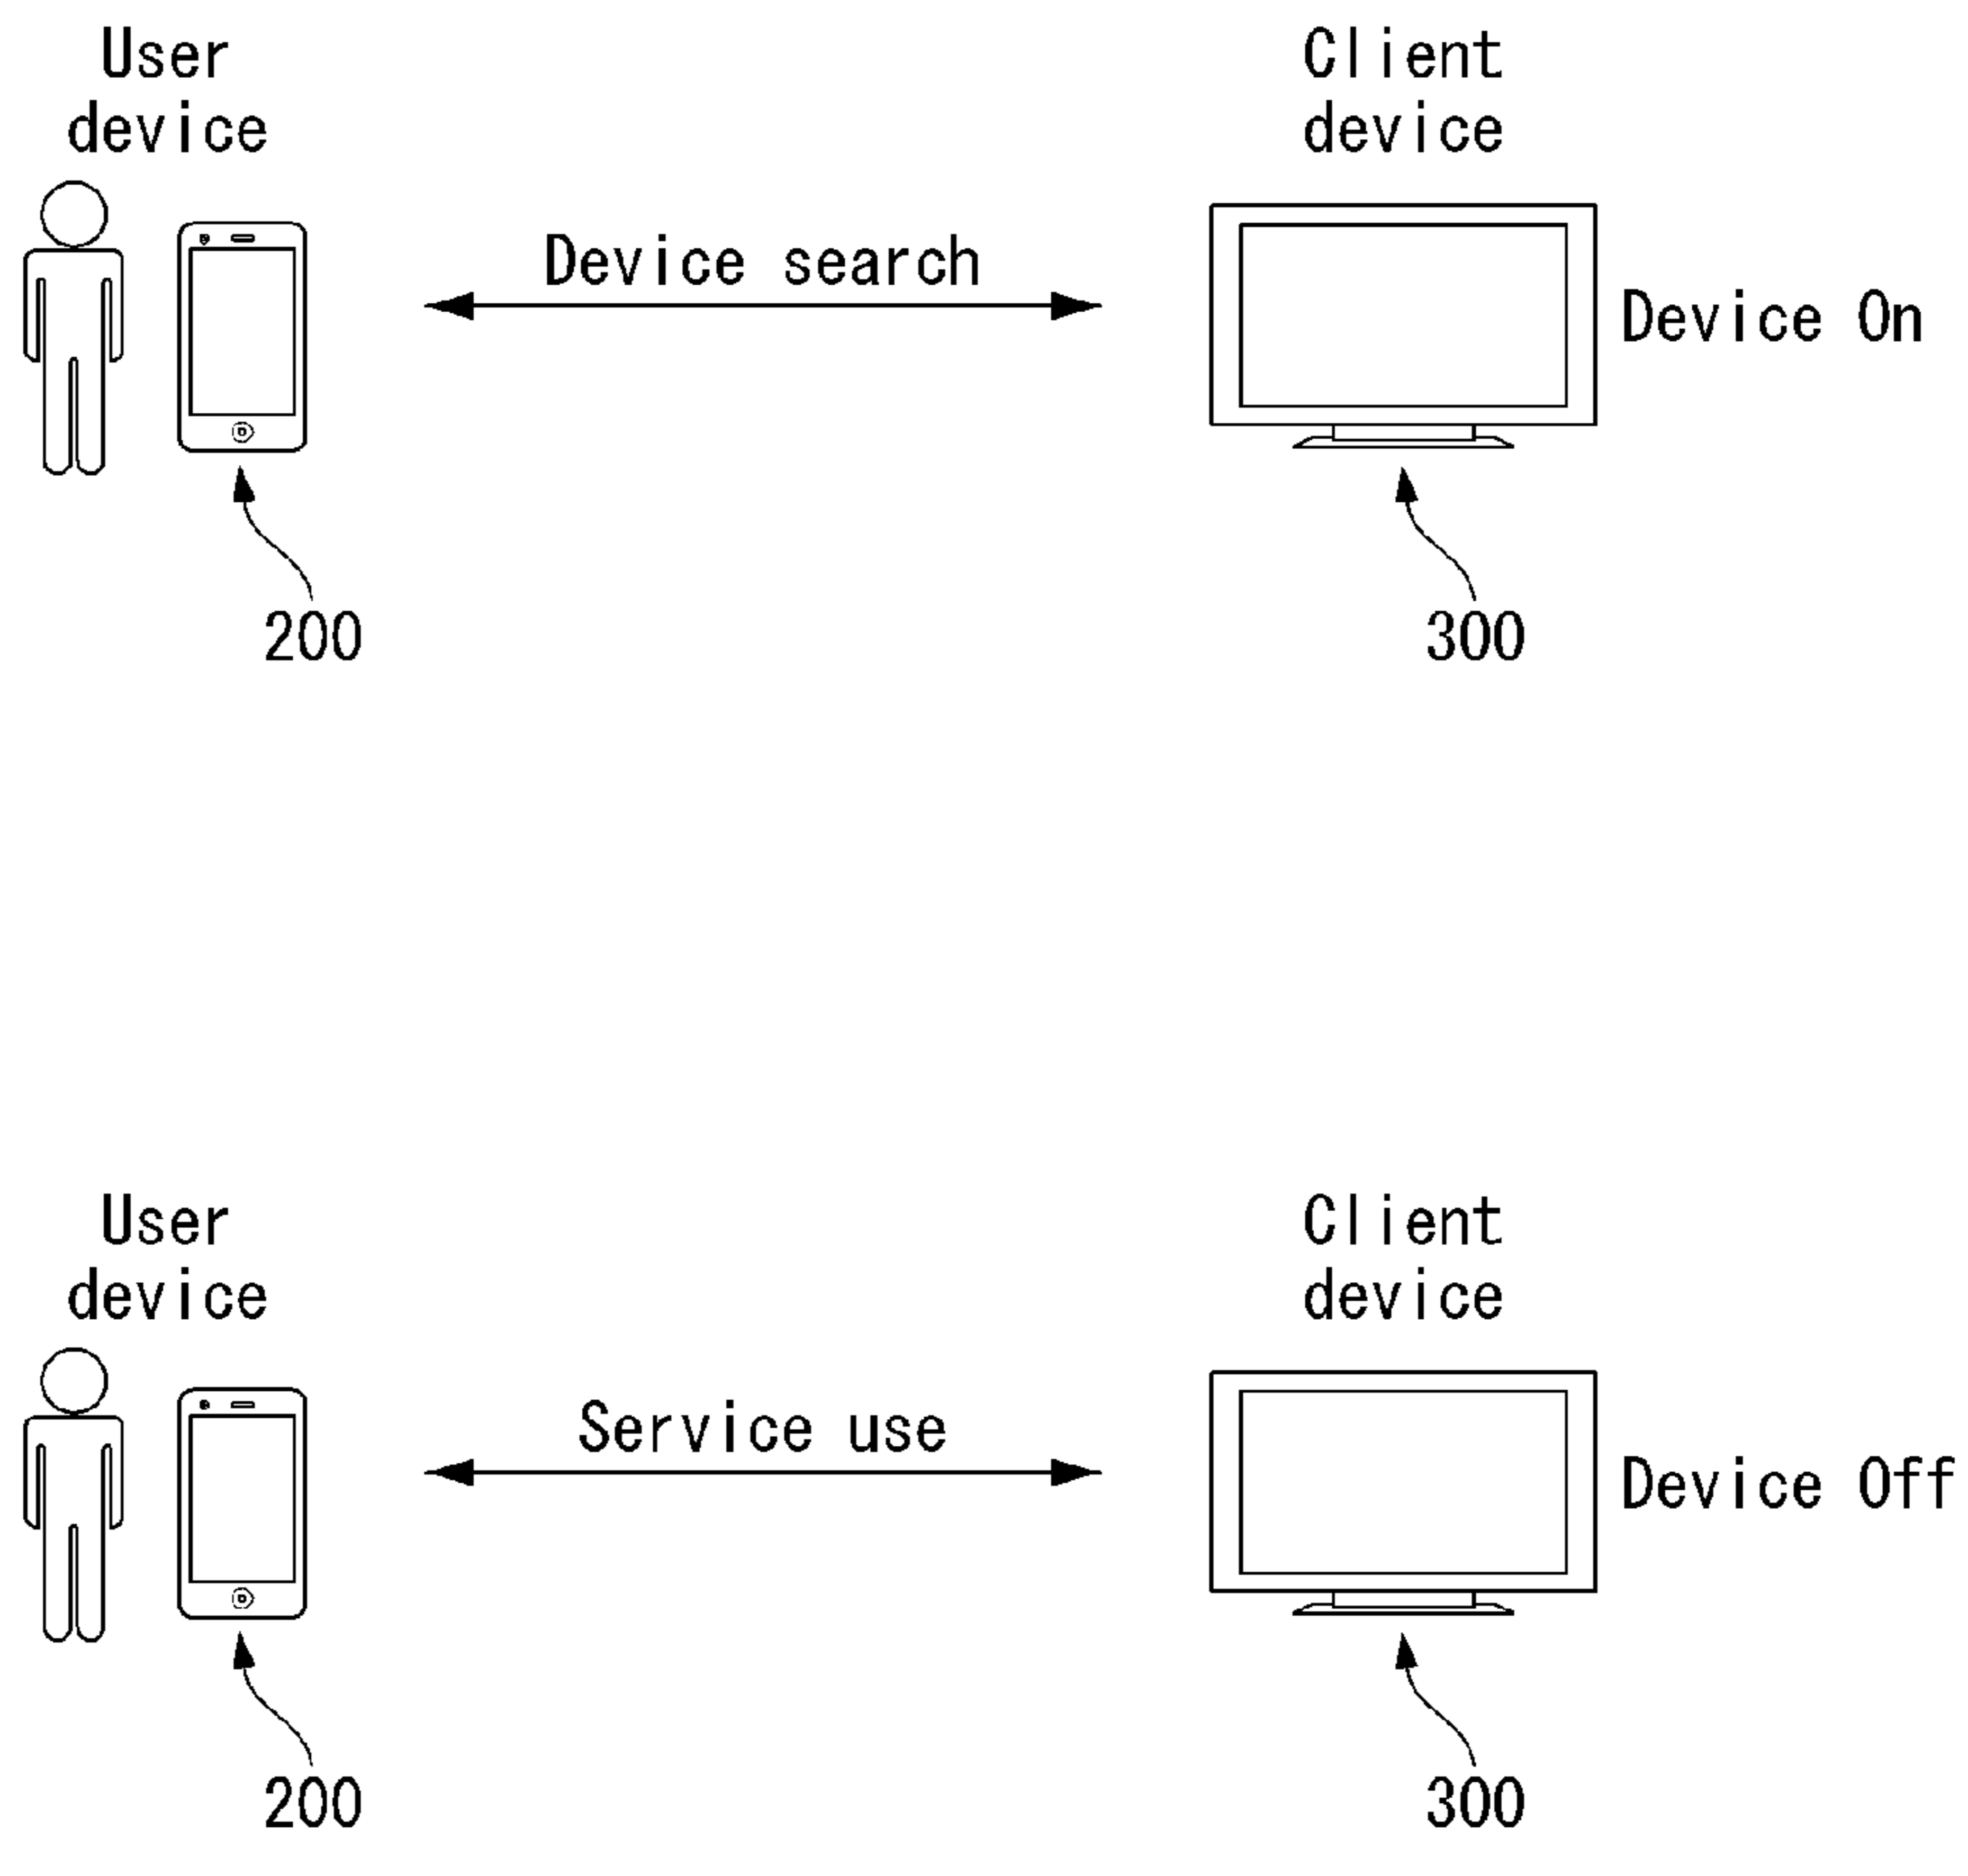 User
device
Client
device
Device search
Device On
200
300
User
device
Client
device
Service use
Device Off
200
300